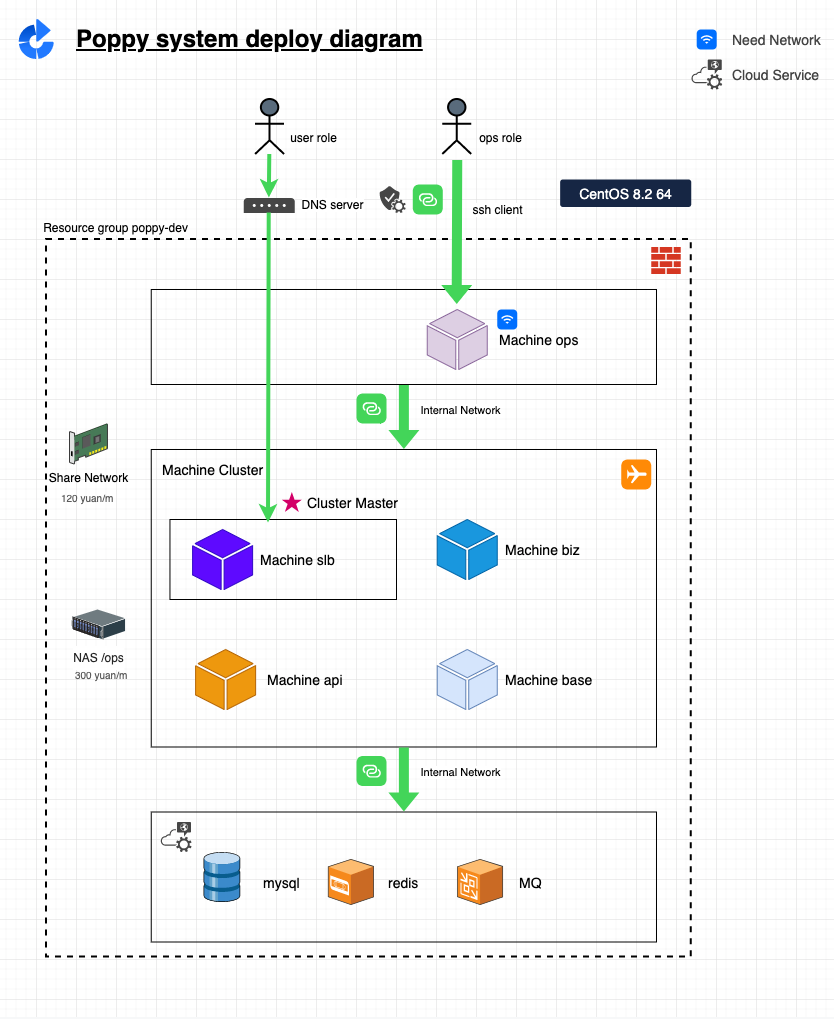 Poppy system deploy diagram
Need Network
Cloud Service
user role
ops role
DNS server
ssh client
CentOS 8.2 64
Resource group poppy-dev
Machine ops
Internal Network
Share Network
120 yuan/m
Machine Cluster
Cluster Master
Machine slb
Machine biz
NAS /ops
300 yuan/m
Machine api
Machine base
Internal Network
mysql
redis
MQ